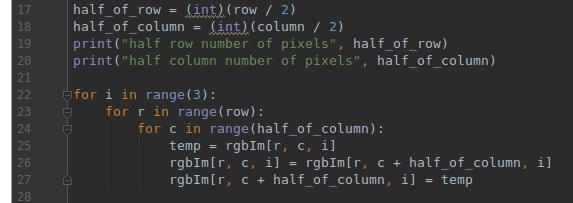 17 half_of_row = (int)(row / 2)
18 half_of_column = (int)(column / 2)
19 print("half row number of pixels", half_of_row)
20 print("half column number of pixels", half_of_column)
21
22 for i in range(3):
23     for r in range(row):
24         for c in range(half_of_column):
25             temp = rgbIm[r, c, i]
26             rgbIm[r, c, i] = rgbIm[r, c + half_of_column, i]
27             rgbIm[r, c + half_of_column, i] = temp
28